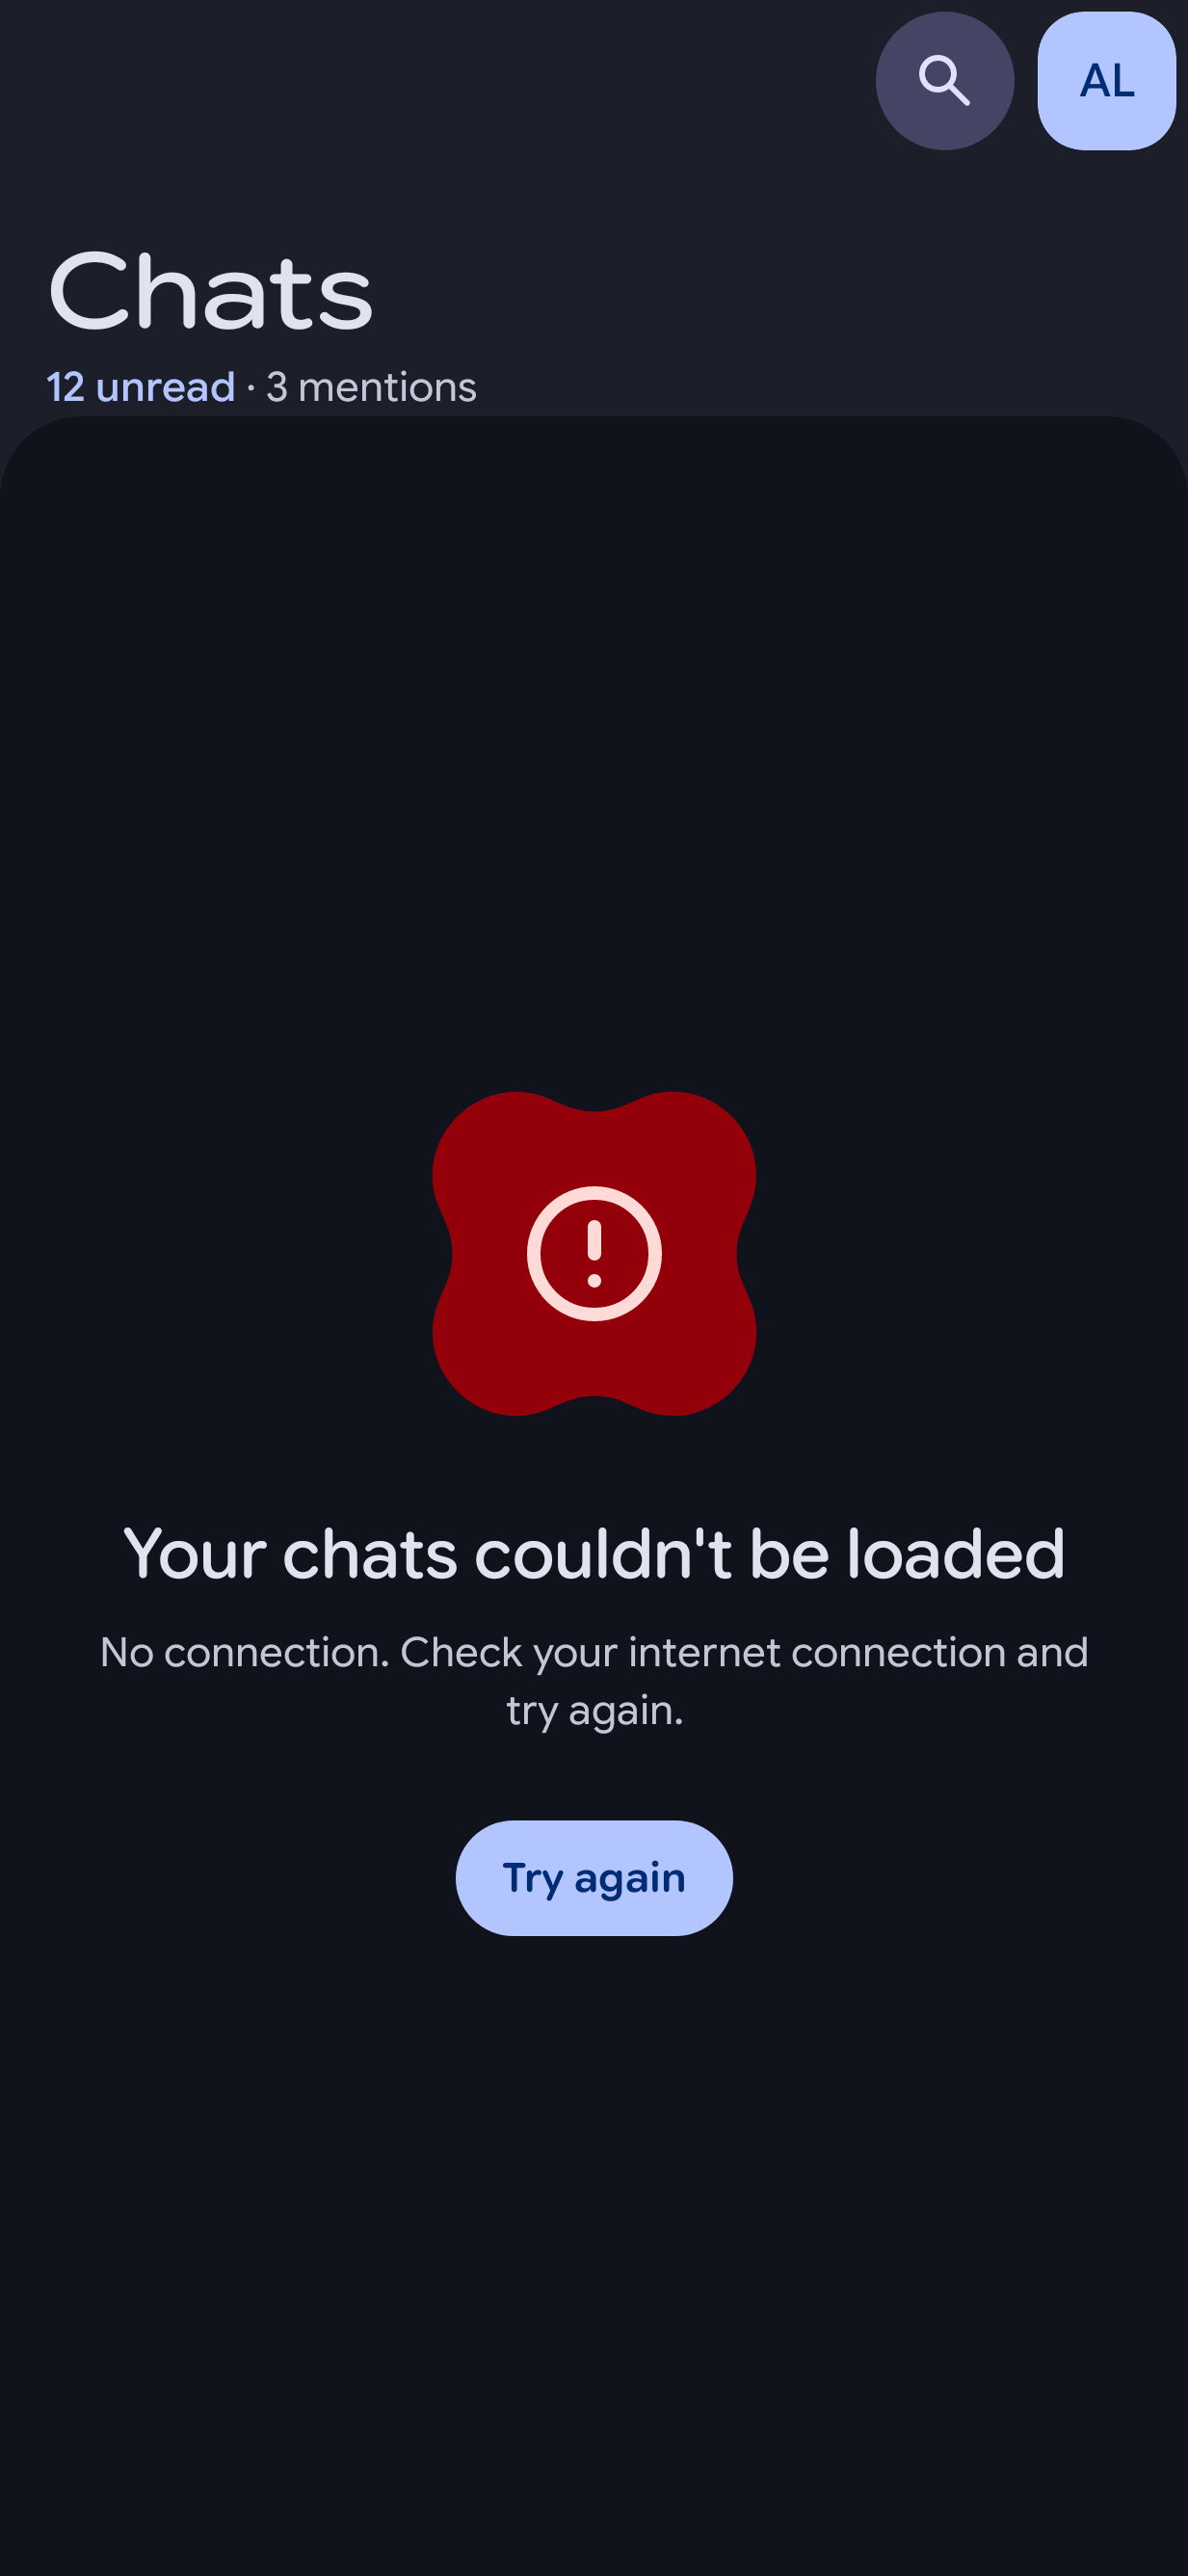 AL
Chats
12 unread · 3 mentions
Your chats couldn't be loaded
No connection. Check your internet connection and
try again.
Try again